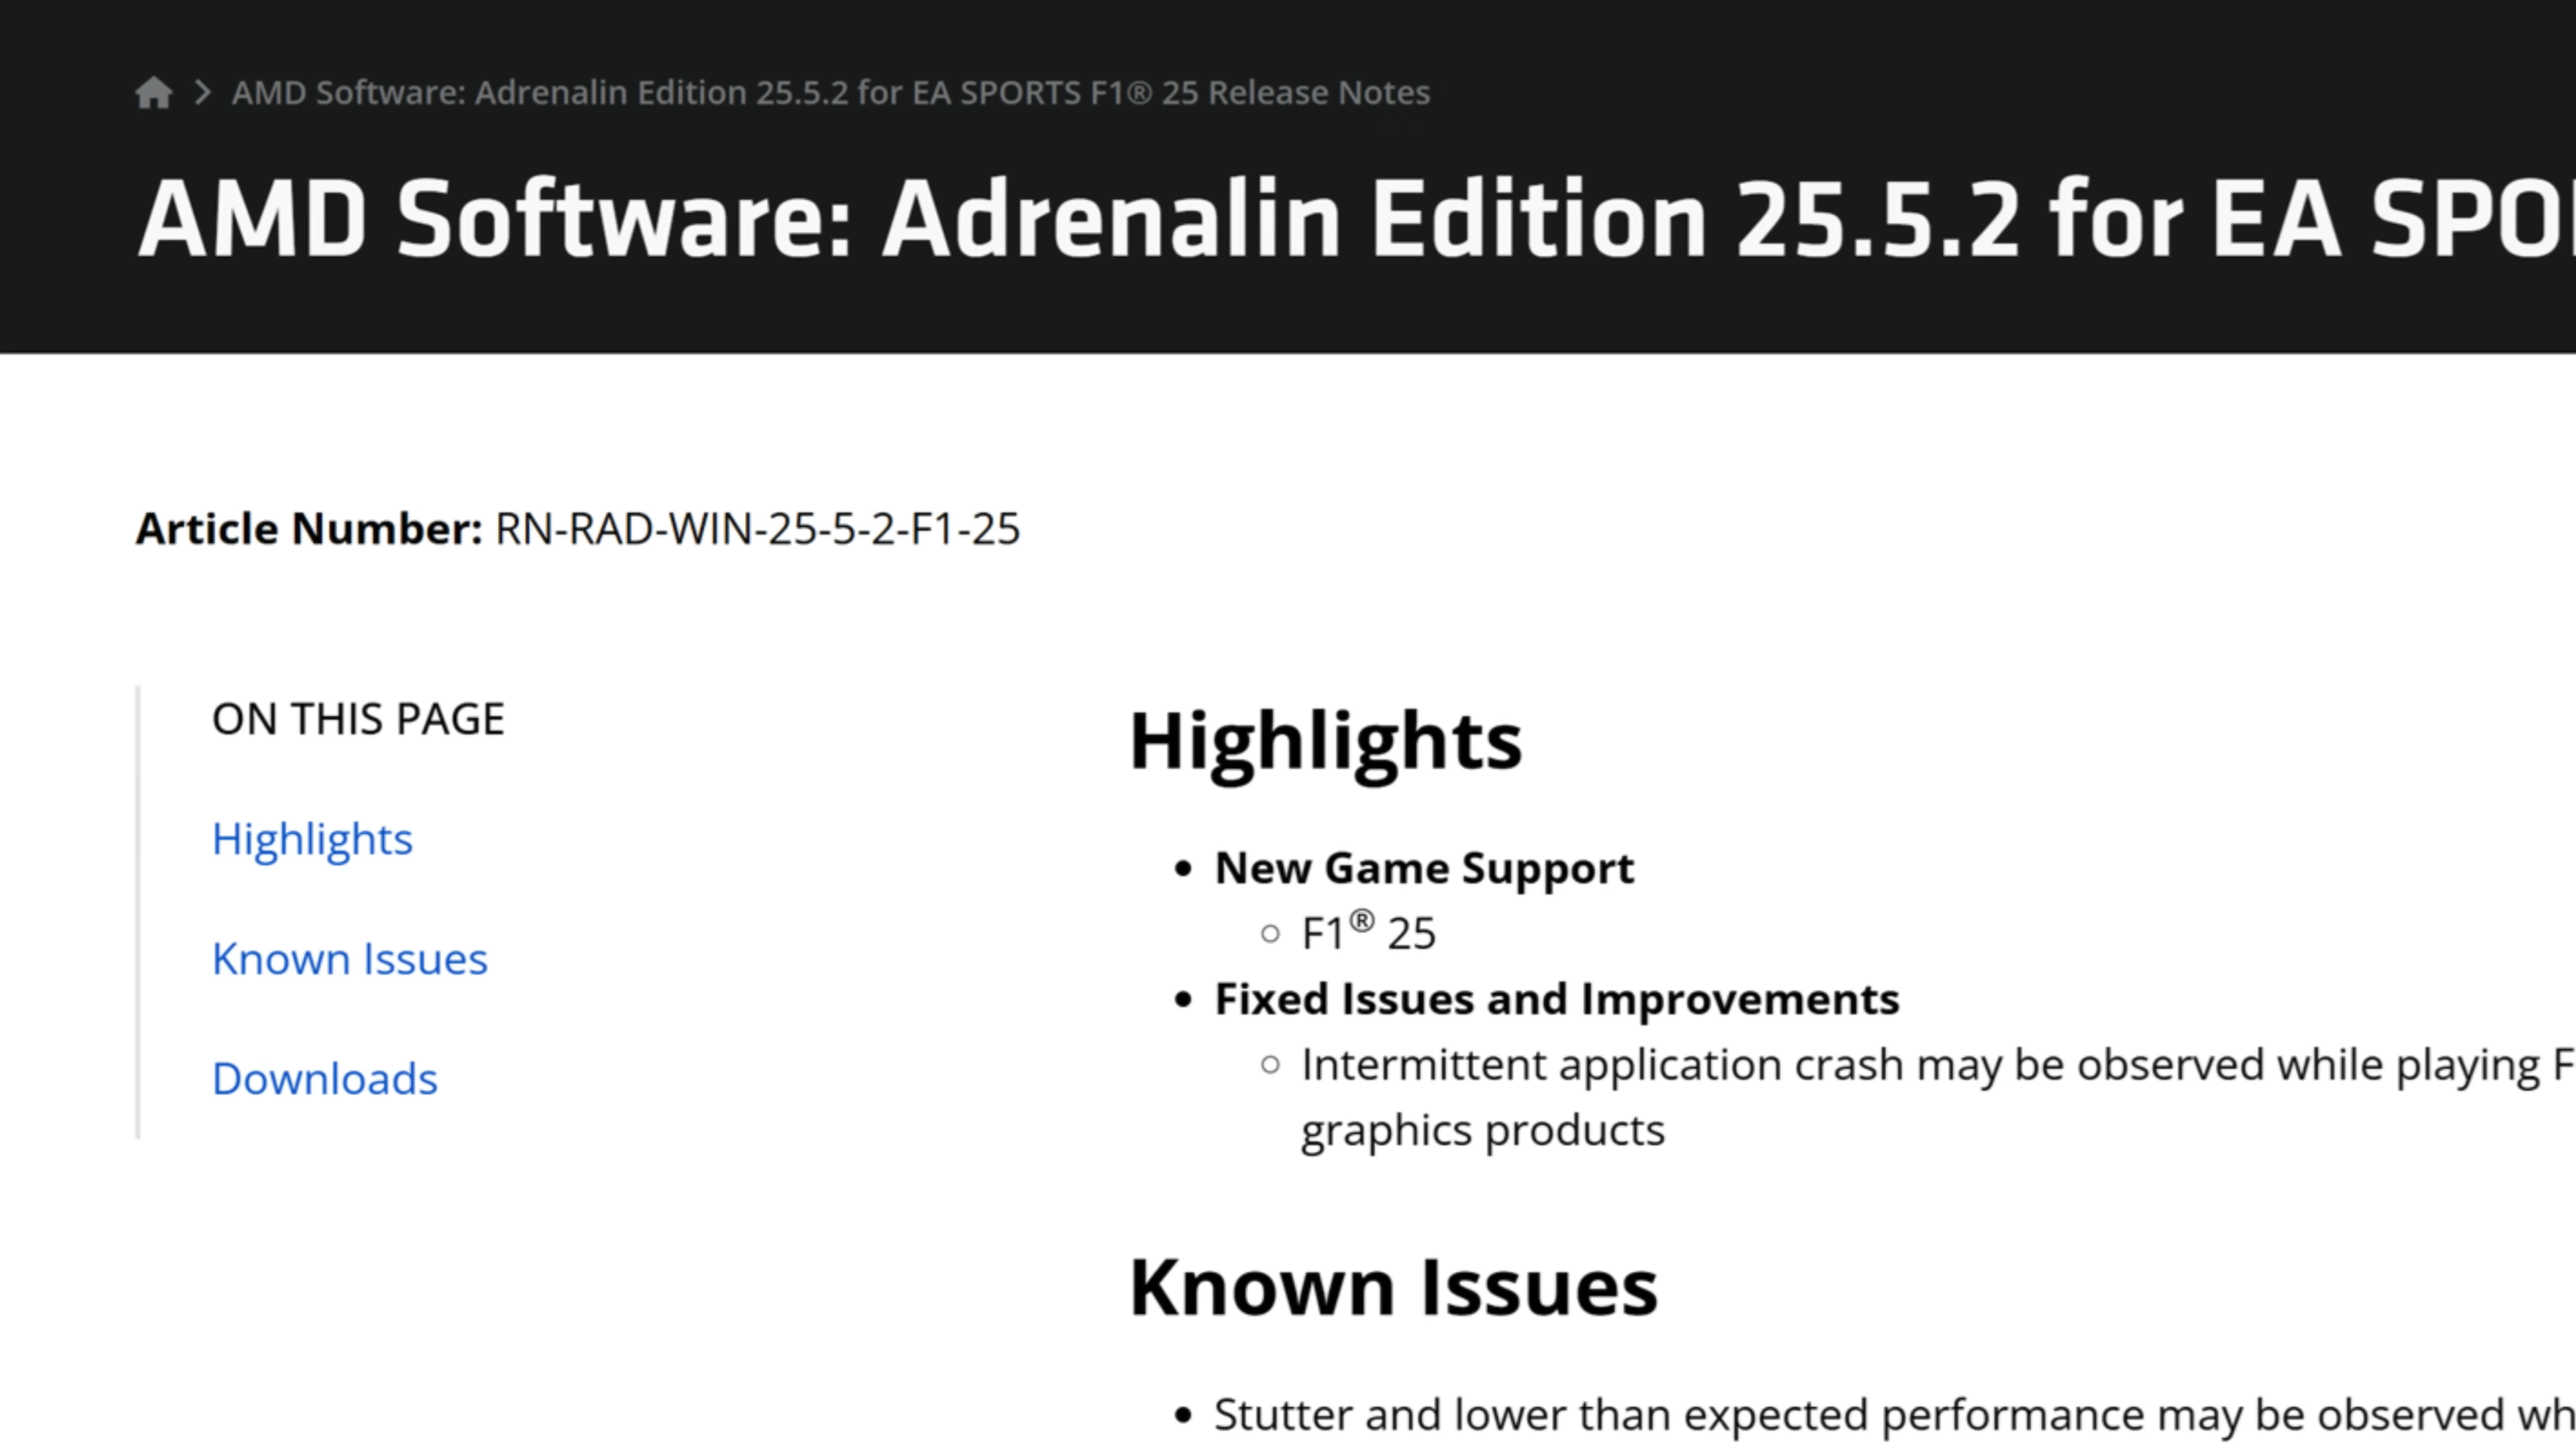 AMD Software: Adrenalin Edition 25.5.2 for EA SPORTS F1® 25 Release Notes
AMD Software: Adrenalin Edition 25.5.2 for EA
Article Number: RN-RAD-WIN-25-5-2-F1-25
ON THIS PAGE
Highlights
Known Issues
Downloads
Highlights
New Game Support
F1® 25
Fixed Issues and Improvements
Intermittent application crash may be observed while playing
graphics products
Known Issues
Stutter and lower than expected performance may be observed